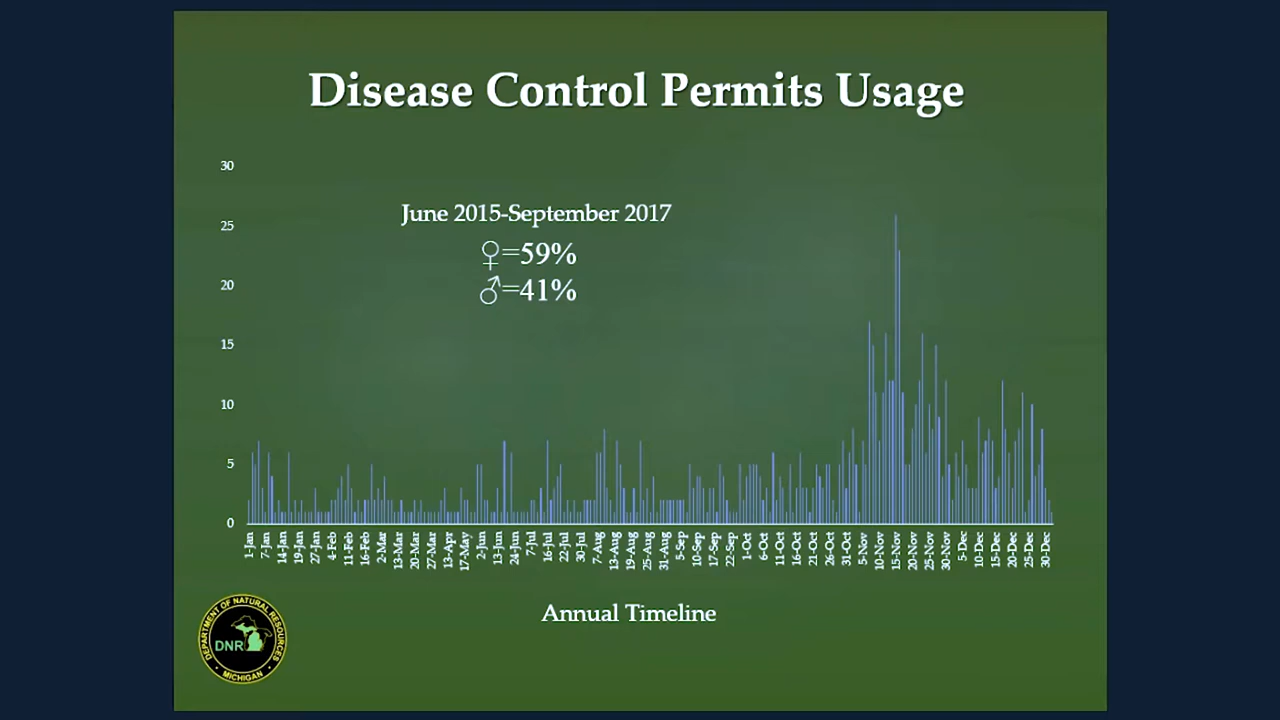 Disease Control Permits Usage
30
25
20
15
10
5
0
June 2015-September 2017
♀=59%
♂=41%
1-Jan
7-Jan
14-Jan
19-Jan
27-Jan
4-Feb
11-Feb
16-Feb
2-Mar
13-Mar
20-Mar
27-Mar
13-Apr
17-May
2-Jun
13-Jun
24-Jun
7-Jul
16-Jul
22-Jul
30-Jul
7-Aug
13-Aug
19-Aug
25-Aug
31-Aug
5-Sep
10-Sep
17-Sep
22-Sep
1-Oct
6-Oct
11-Oct
16-Oct
21-Oct
26-Oct
31-Oct
5-Nov
10-Nov
15-Nov
20-Nov
25-Nov
30-Nov
5-Dec
10-Dec
15-Dec
20-Dec
25-Dec
30-Dec
Annual Timeline
DEPARTMENT OF NATURAL RESOURCES
DNR
MICHIGAN